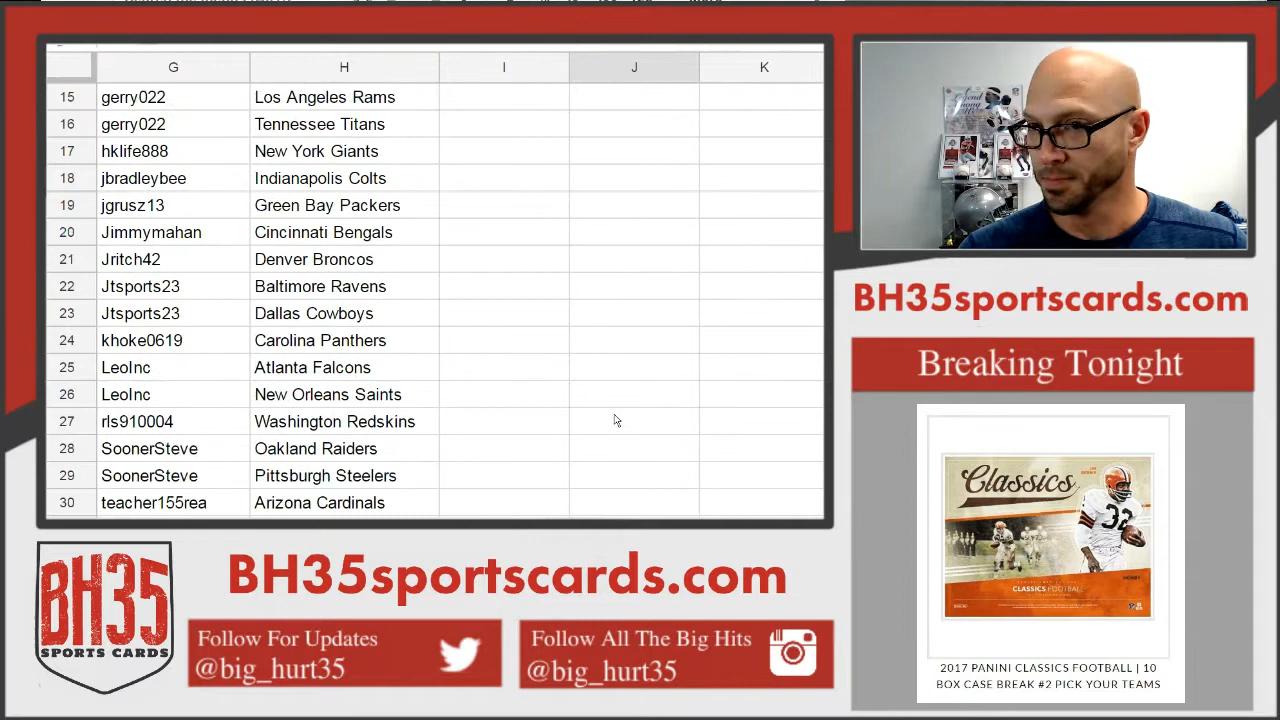 G H I J K
15 gerry022 Los Angeles Rams
16 gerry022 Tennessee Titans
17 hklife888 New York Giants
18 jbradleybee Indianapolis Colts
19 jgrusz13 Green Bay Packers
20 Jimmymahan Cincinnati Bengals
21 Jritch42 Denver Broncos
22 Jtsports23 Baltimore Ravens
23 Jtsports23 Dallas Cowboys
24 khoke0619 Carolina Panthers
25 LeoInc Atlanta Falcons
26 LeoInc New Orleans Saints
27 rls910004 Washington Redskins
28 SoonerSteve Oakland Raiders
29 SoonerSteve Pittsburgh Steelers
30 teacher155rea Arizona Cardinals
BH35sportscards.com
Breaking Tonight
Classics
32
CLASSICS FOOTBALL
HOBBY
2017 PANINI CLASSICS FOOTBALL | 10
BOX CASE BREAK #2 PICK YOUR TEAMS
BH35
SPORTS CARDS
BH35sportscards.com
Follow For Updates
@big_hurt35
Follow All The Big Hits
@big_hurt35